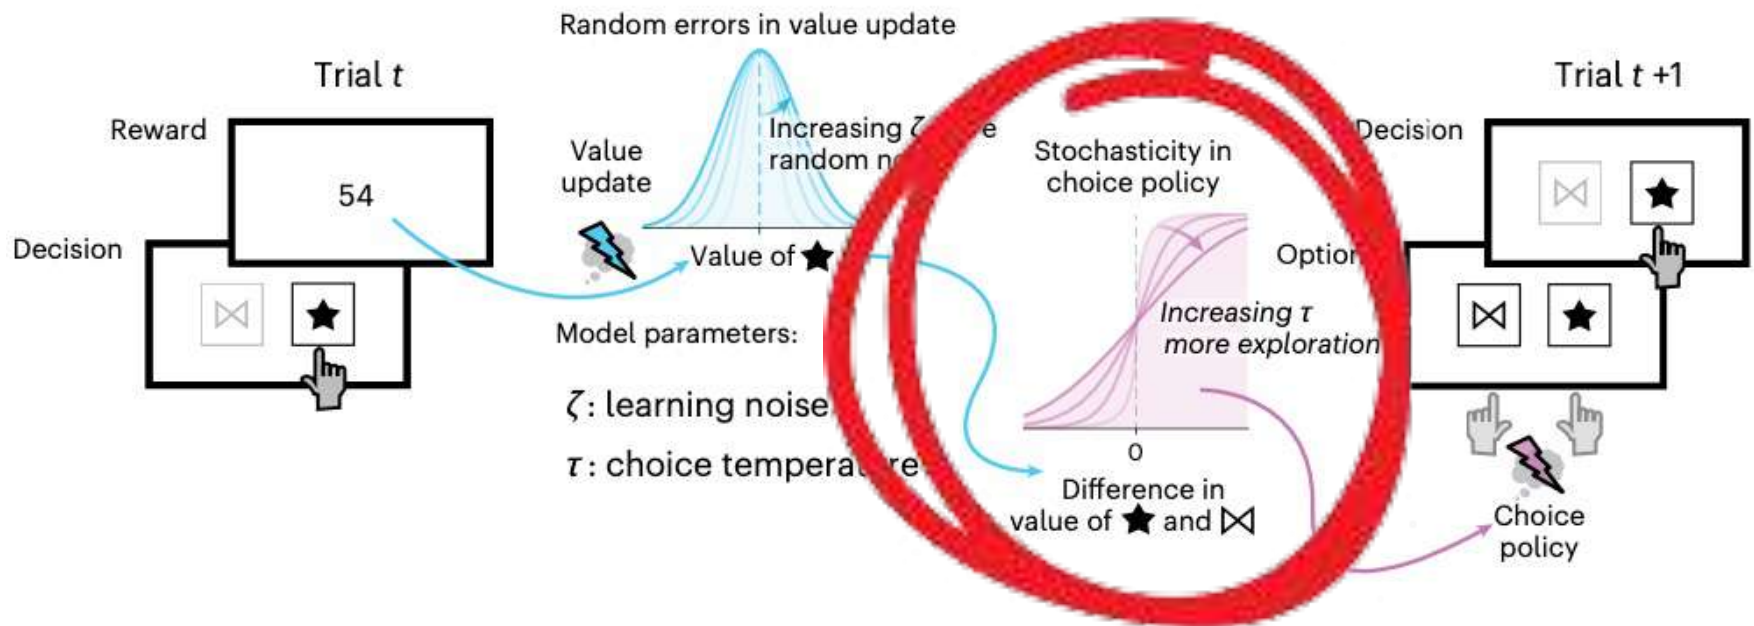 Random errors in value update
Trial t
Reward
54
Decision
Value
update
Increasing ζ
random
Value of ★
Model parameters:
ζ: learning noise
τ: choice temperature
Stochasticity in
choice policy
Increasing τ
more exploration
0
Difference in
value of ★ and ⋈
Trial t +1
Decision
Option
Choice
policy